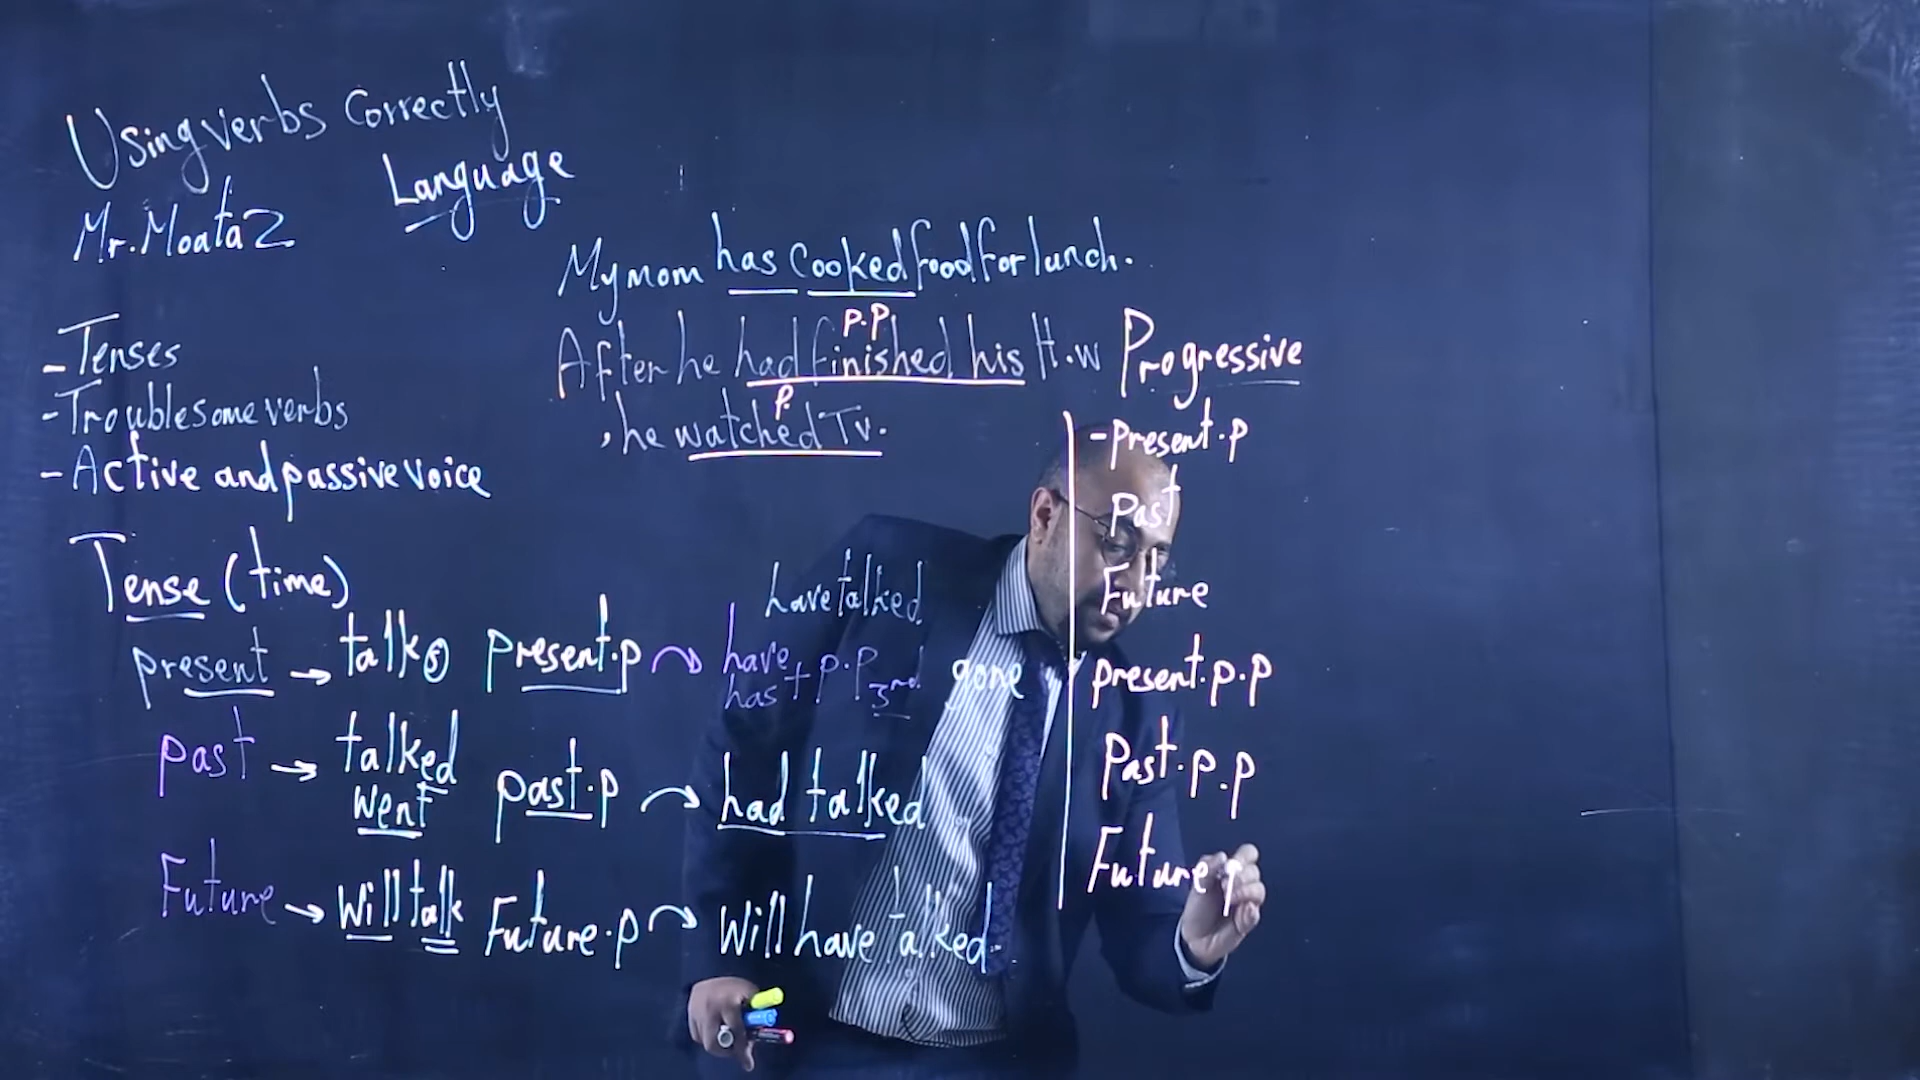 Using verbs Correctly
Language
Mr. Moataz
- Tenses
- Troublesome verbs
- Active and passive voice
My mom has cooked food for lunch.
p.p
After he had finished his H.w
p.
, he watched Tv.
Tense (time)
present → talk s
past → talked
went
Future → will talk
present.p → have
has + p.p 3rd
have talked
gone
past.p → had talked
Future.p → Will have talked
Progressive
- present.p
Past
Future
present.p.p
Past.p.p
Future p